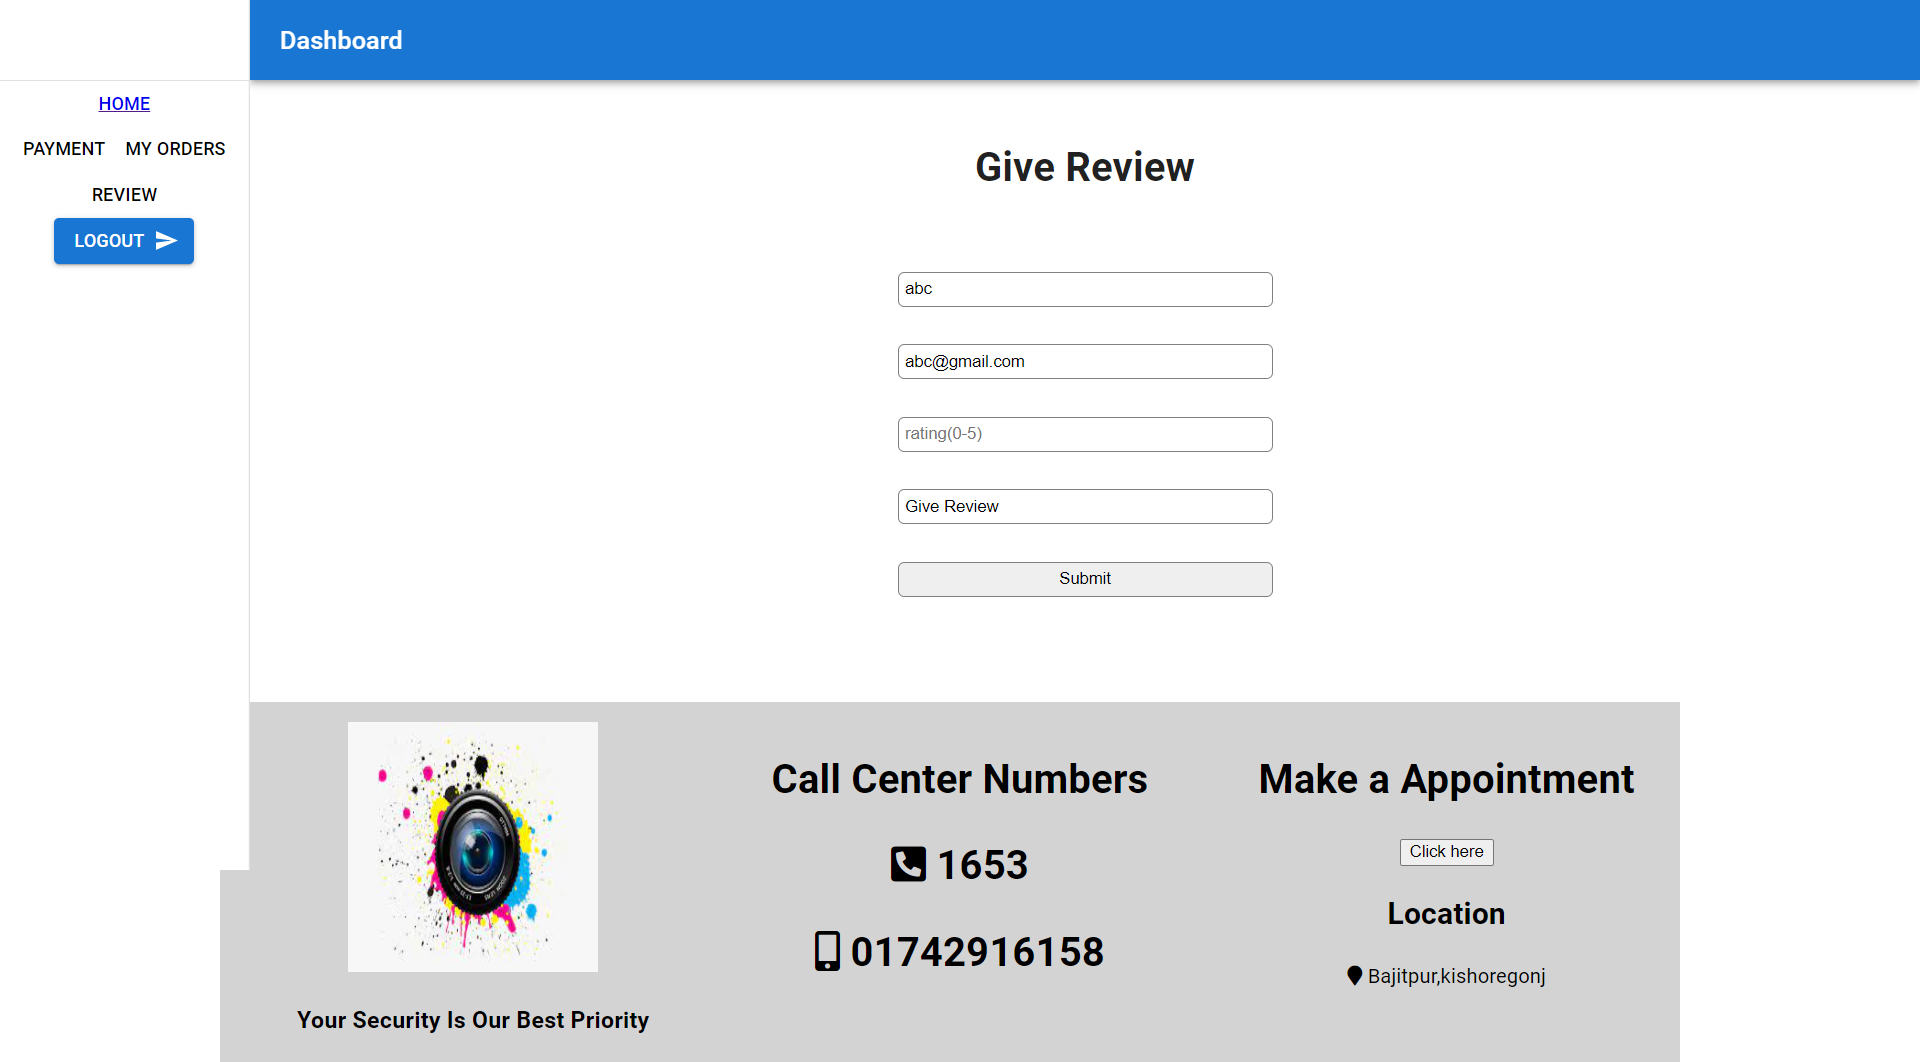 Dashboard
HOME
PAYMENT MY ORDERS
REVIEW
LOGOUT
Give Review
abc
abc@gmail.com
rating(0-5)
Give Review
Submit
Your Security Is Our Best Priority
Call Center Numbers
1653
01742916158
Make a Appointment
Click here
Location
Bajitpur,kishoregonj